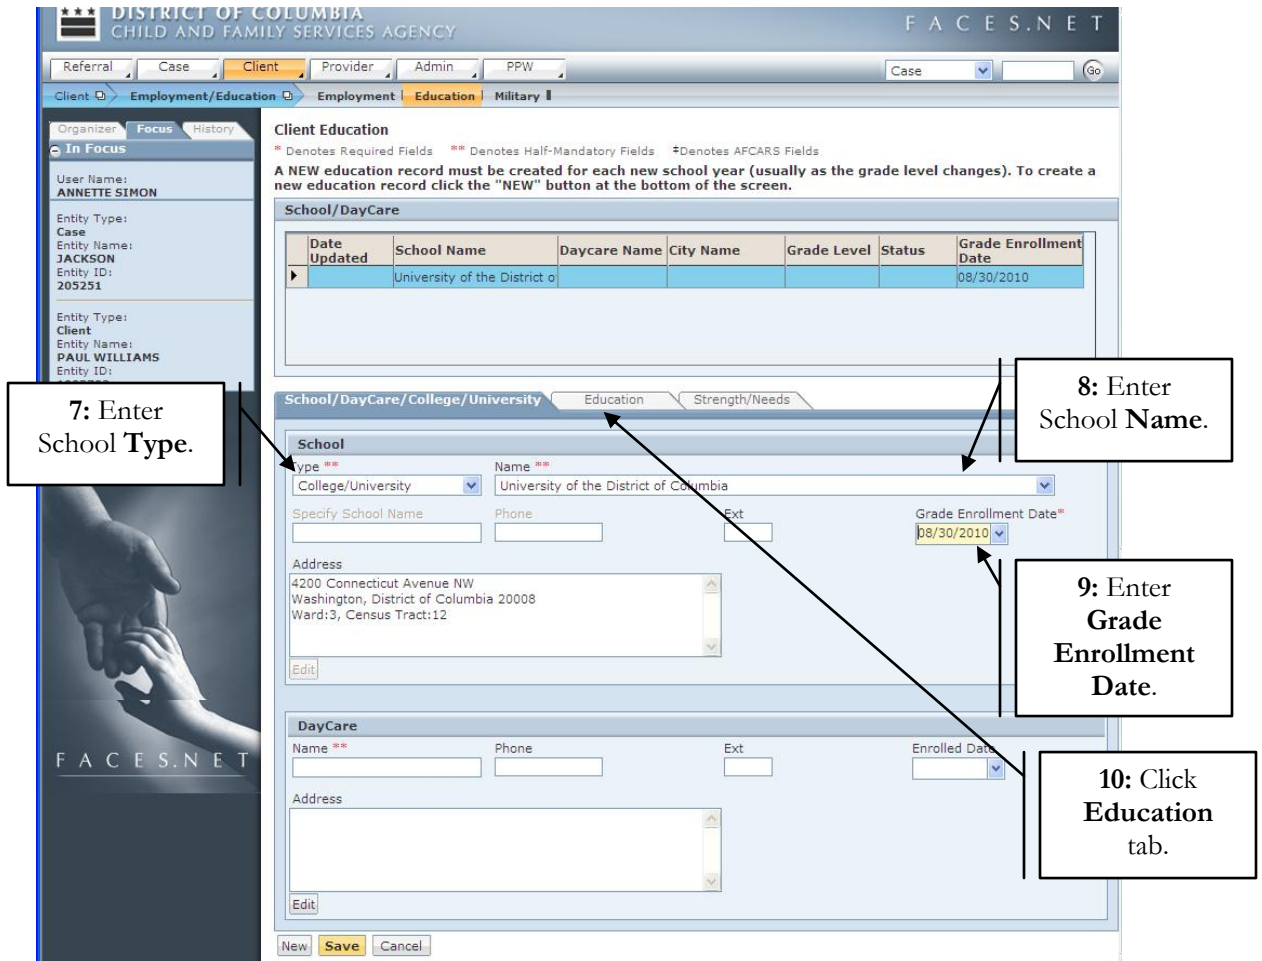 DISTRICT OF COLUMBIA
CHILD AND FAMILY SERVICES AGENCY
FACES.NET
Referral Case Client Provider Admin PPW Case Go
Client Employment/Education Employment Education Military
Organizer Focus History
In Focus
User Name:
ANNETTE SIMON
Entity Type:
Case
Entity Name:
JACKSON
Entity ID:
205251
Entity Type:
Client
Entity Name:
PAUL WILLIAMS
Entity ID:
Client Education
* Denotes Required Fields ** Denotes Half-Mandatory Fields ‡Denotes AFCARS Fields
A NEW education record must be created for each new school year (usually as the grade level changes). To create a
new education record click the "NEW" button at the bottom of the screen.
School/DayCare
Date Updated School Name Daycare Name City Name Grade Level Status Grade Enrollment Date
University of the District o 08/30/2010
School/DayCare/College/University Education Strength/Needs
7: Enter
School Type.
8: Enter
School Name.
School
Type ** Name **
College/University University of the District of Columbia
Specify School Name Phone Ext Grade Enrollment Date*
08/30/2010
Address
4200 Connecticut Avenue NW
Washington, District of Columbia 20008
Ward:3, Census Tract:12
Edit
9: Enter
Grade
Enrollment
Date.
DayCare
Name ** Phone Ext Enrolled Date
Address
Edit
10: Click
Education
tab.
New Save Cancel
FACES.NET